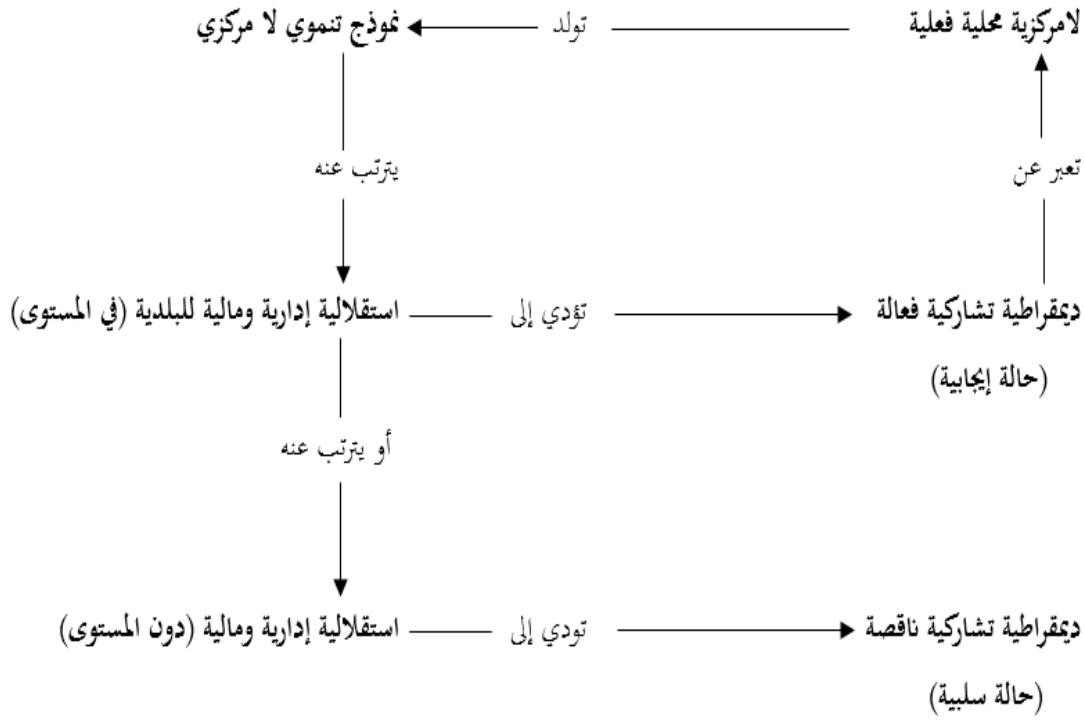 لامركزية محلية فعلية تولد نموذج تنموي لا مركزي
تعبر عن يترتب عنه
ديمقراطية تشاركية فعالة تؤدي إلى استقلالية إدارية ومالية للبلدية (في المستوى)
(حالة إيجابية)
أو يترتب عنه
ديمقراطية تشاركية ناقصة تودي إلى استقلالية إدارية ومالية (دون المستوى)
(حالة سلبية)